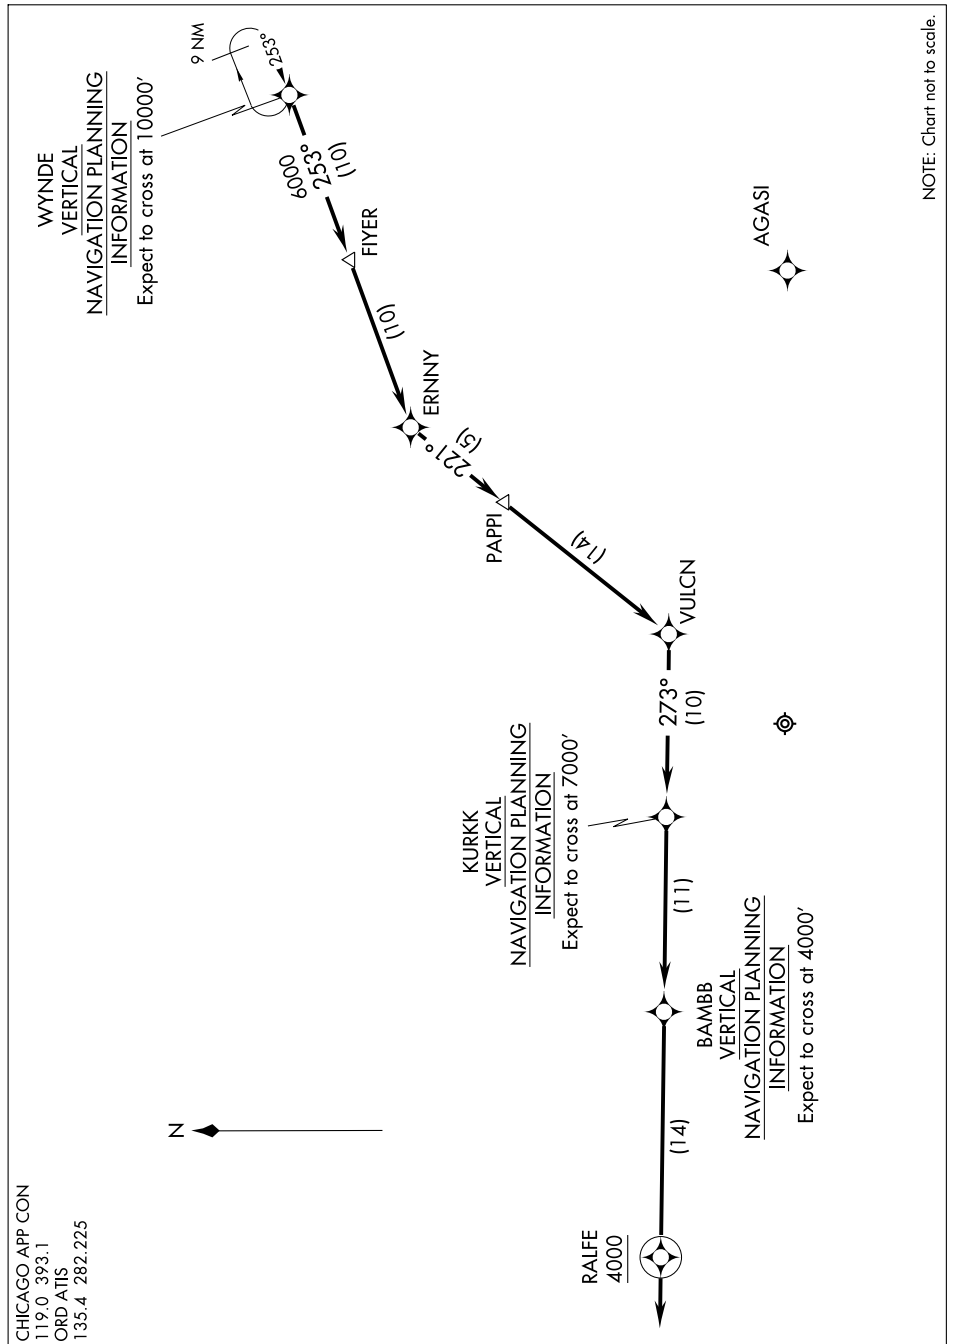 CHICAGO APP CON
119.0 393.1
ORD ATIS
135.4 282.225
N
RALFE
4000
(14)
BAMBB
VERTICAL
NAVIGATION PLANNING
INFORMATION
Expect to cross at 4000'
(11)
KURKK
VERTICAL
NAVIGATION PLANNING
INFORMATION
Expect to cross at 7000'
273°
(10)
VULCN
(14)
PAPPI
221°
(5)
ERNNY
(10)
FIYER
6000
253°
(10)
WYNDE
VERTICAL
NAVIGATION PLANNING
INFORMATION
Expect to cross at 10000'
9 NM
253°
AGASI
NOTE: Chart not to scale.